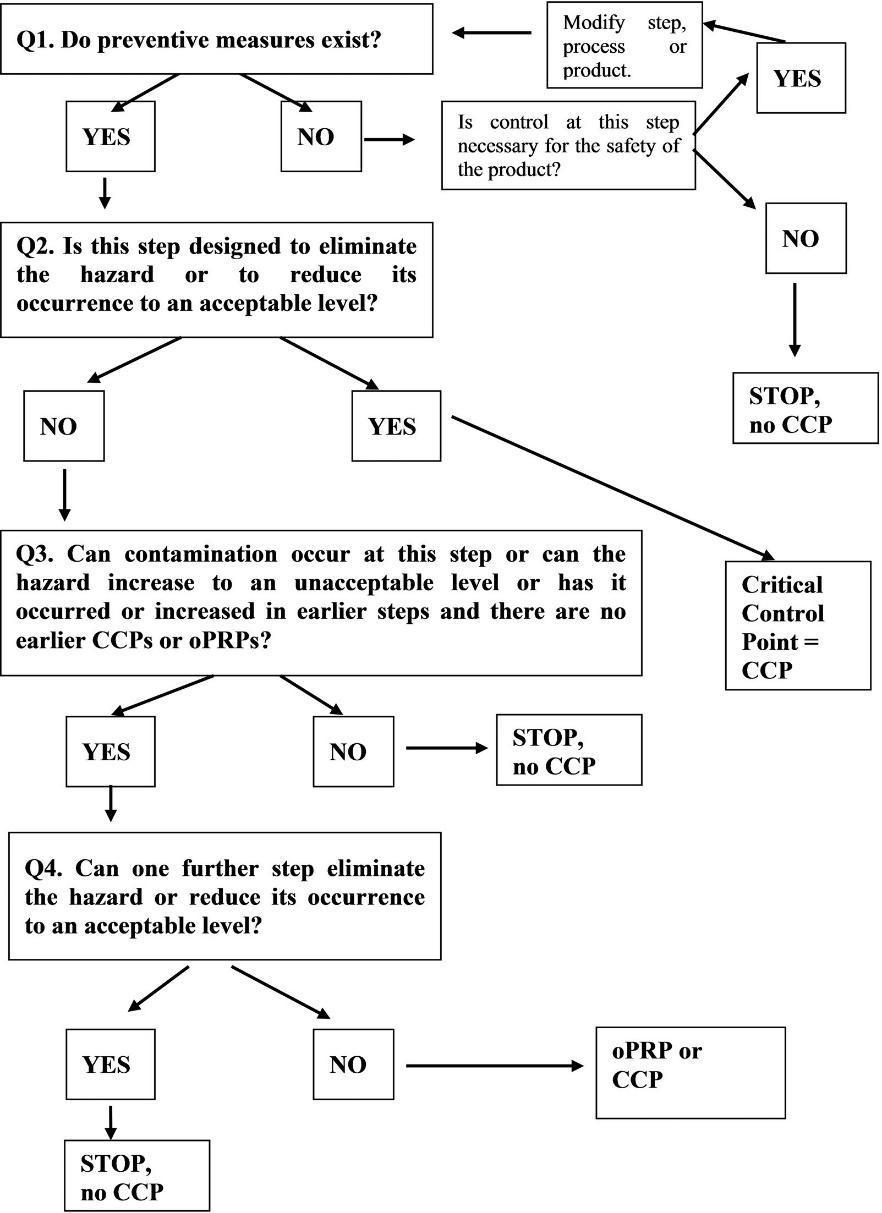 Q1. Do preventive measures exist?
Modify step,
process or
product.
YES
YES
NO
Is control at this step
necessary for the safety of
the product?
NO
Q2. Is this step designed to eliminate
the hazard or to reduce its
occurrence to an acceptable level?
STOP,
no CCP
NO
YES
Q3. Can contamination occur at this step or can the
hazard increase to an unacceptable level or has it
occurred or increased in earlier steps and there are no
earlier CCPs or oPRPs?
Critical
Control
Point =
CCP
YES
NO
STOP,
no CCP
Q4. Can one further step eliminate
the hazard or reduce its occurrence
to an acceptable level?
YES
NO
oPRP or
CCP
STOP,
no CCP